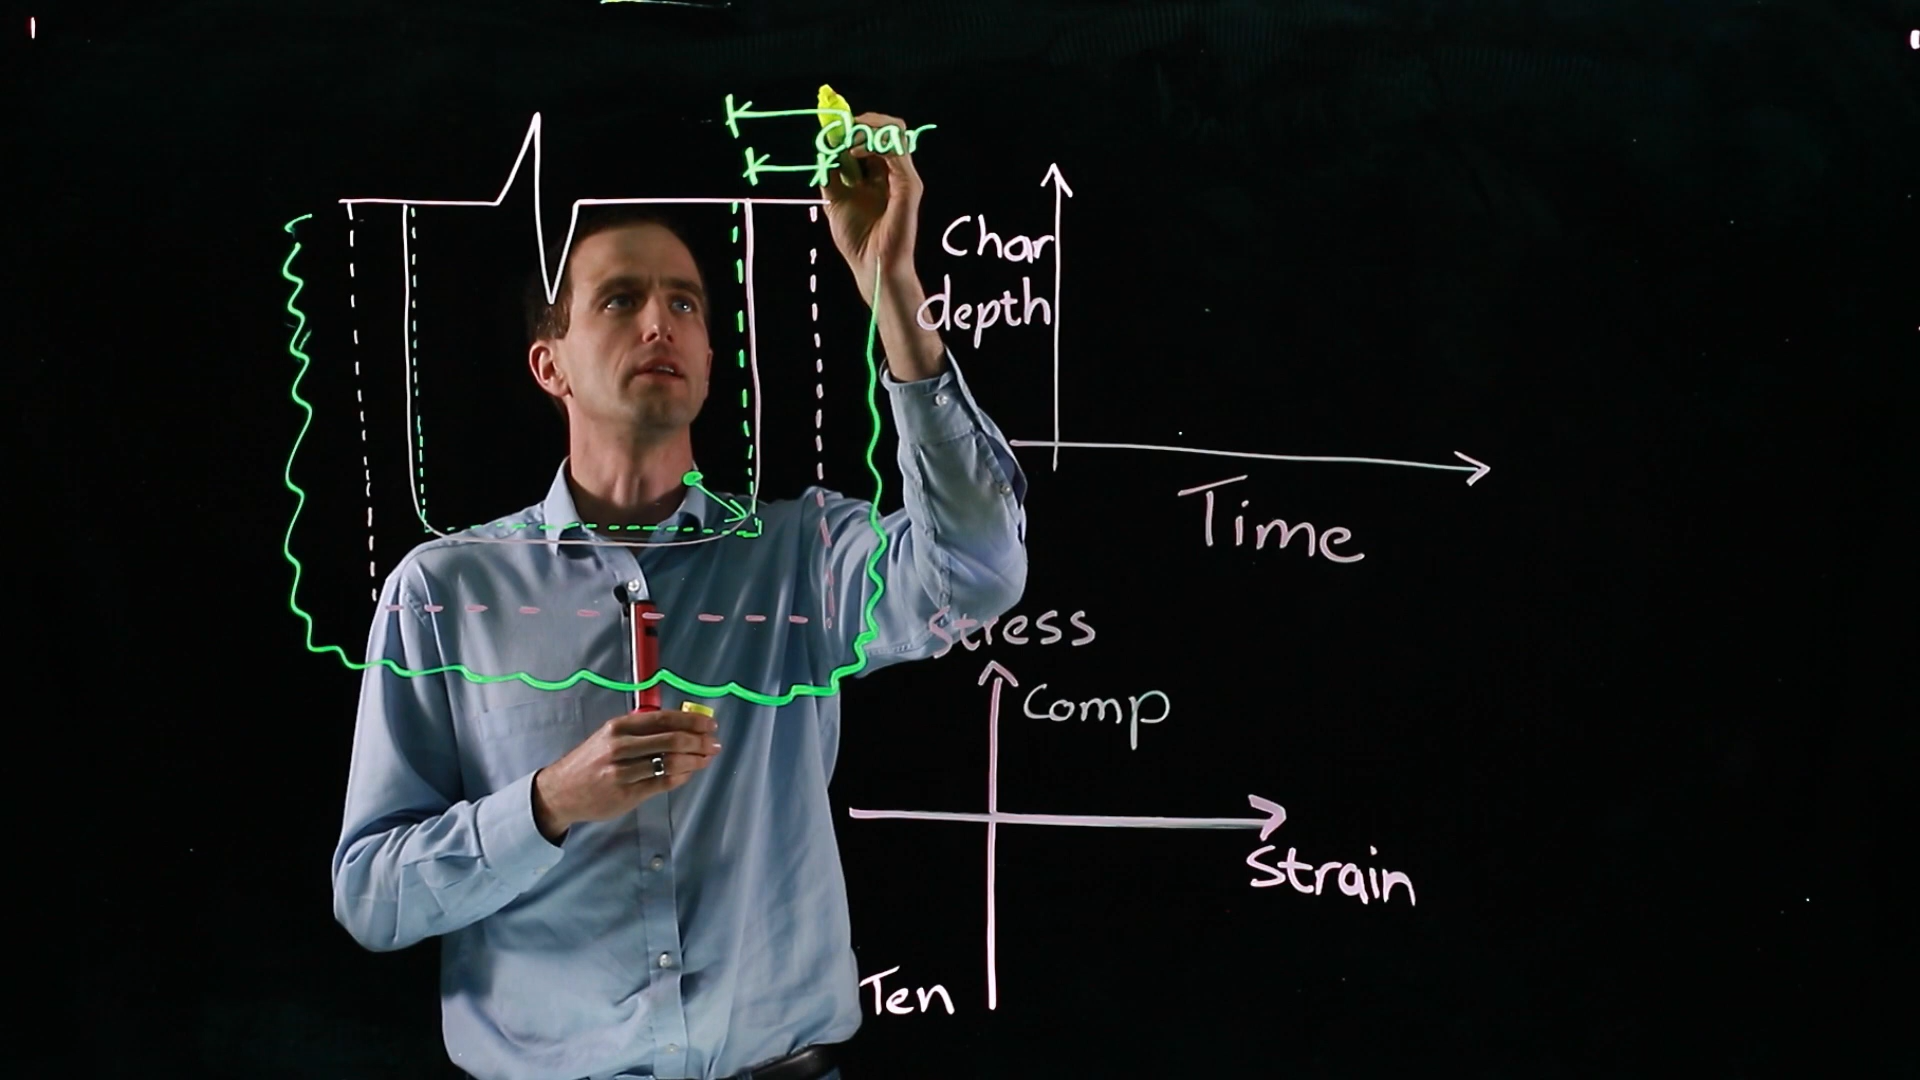 char
Char
depth
Time
Stress
Comp
Strain
Ten